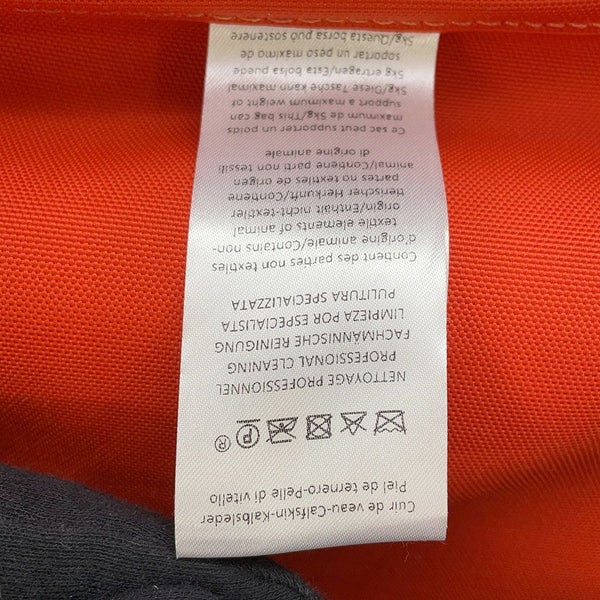 Cuir de veau-Calfskin-Kalbsleder
Piel de ternero-Pelle di vitello
P ®
NETTOYAGE PROFESSIONNEL
PROFESSIONAL CLEANING
FACHMÄNNISCHE REINIGUNG
LIMPIEZA POR ESPECIALISTA
PULITURA SPECIALIZZATA
Contient des parties non textiles
d'origine animale/Contains non-
textile elements of animal
origin/Enthält nicht-textiler
tierischer Herkunft/Contiene
partes no textiles de origen
animal/Contiene parti non tessili
di origine animale
Ce sac peut supporter un poids
maximum de 5kg/This bag can
support a maximum weight of
5kg/Diese Tasche kann maximal
5kg ertragen/Esta bolsa puede
soportar un peso máximo de
5kg/Questa borsa può sostenere